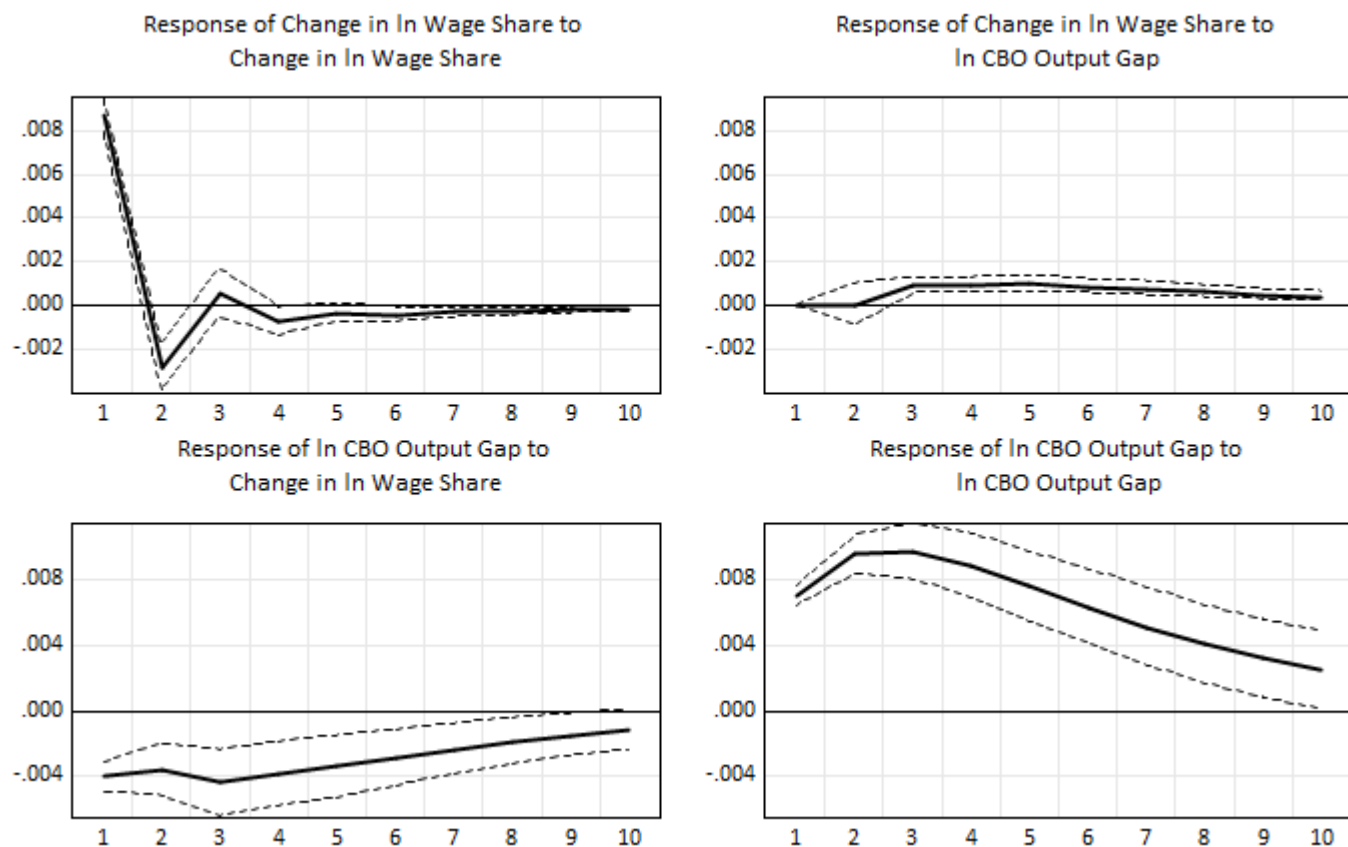 Response of Change in ln Wage Share to
Change in ln Wage Share
.008
.006
.004
.002
.000
-.002
1 2 3 4 5 6 7 8 9 10
Response of Change in ln Wage Share to
ln CBO Output Gap
.008
.006
.004
.002
.000
-.002
1 2 3 4 5 6 7 8 9 10
Response of ln CBO Output Gap to
Change in ln Wage Share
.008
.004
.000
-.004
1 2 3 4 5 6 7 8 9 10
Response of ln CBO Output Gap to
ln CBO Output Gap
.008
.004
.000
-.004
1 2 3 4 5 6 7 8 9 10